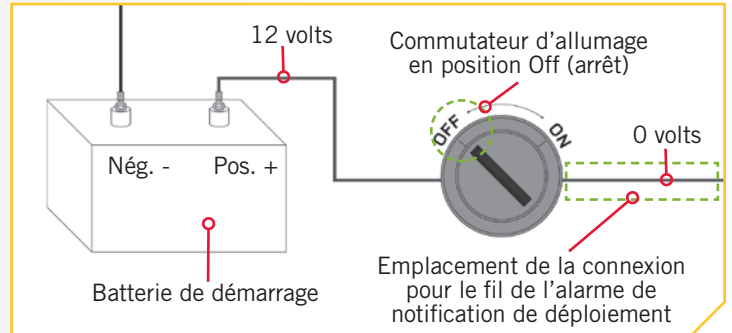 12 volts
Commutateur d’allumage
en position Off (arrêt)
OFF
ON
0 volts
Nég. -
Pos. +
Batterie de démarrage
Emplacement de la connexion
pour le fil de l’alarme de
notification de déploiement